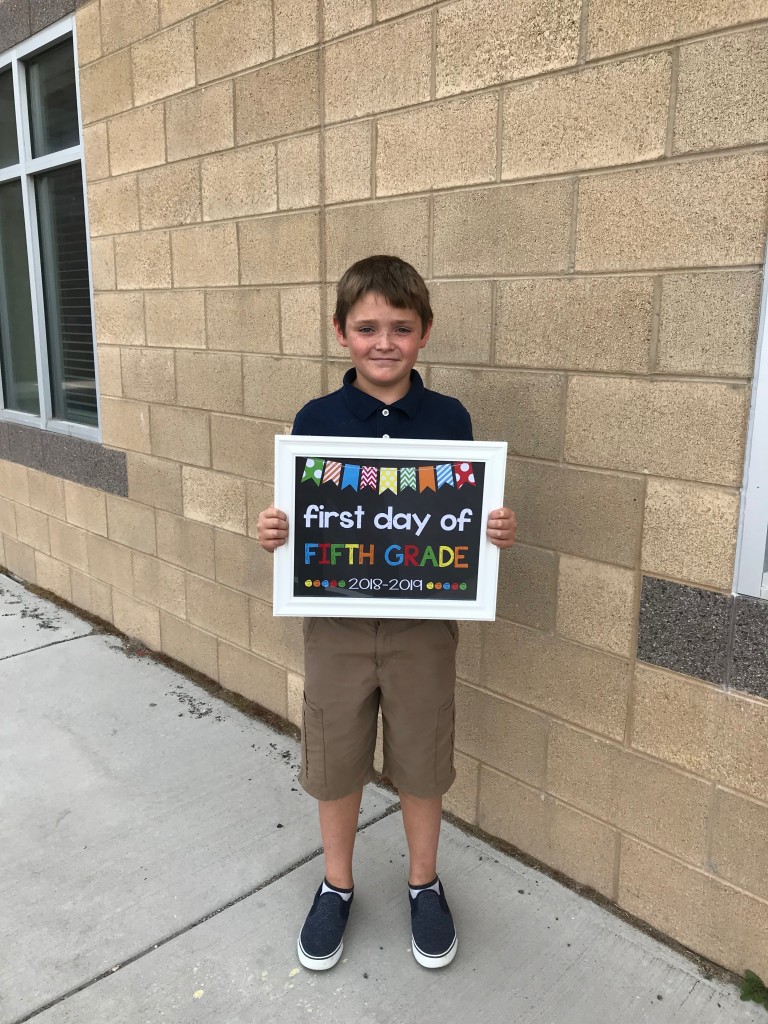 first day of
FIFTH GRADE
2018-2019